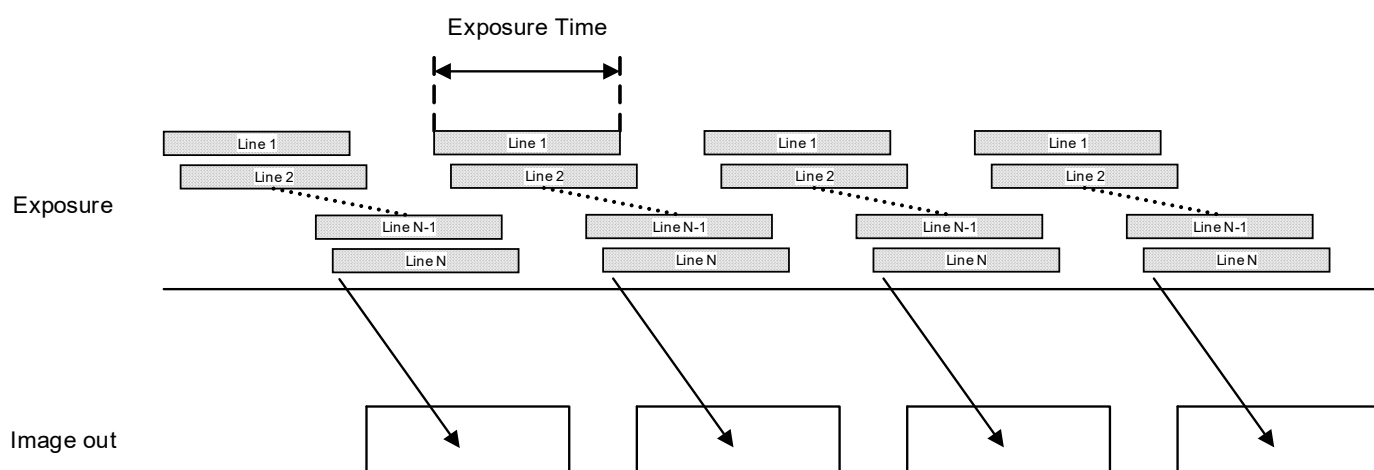 Exposure Time
Line 1 Line 1 Line 1 Line 1
Line 2 Line 2 Line 2 Line 2
Exposure
Line N-1 Line N-1 Line N-1 Line N-1
Line N Line N Line N Line N
Image out